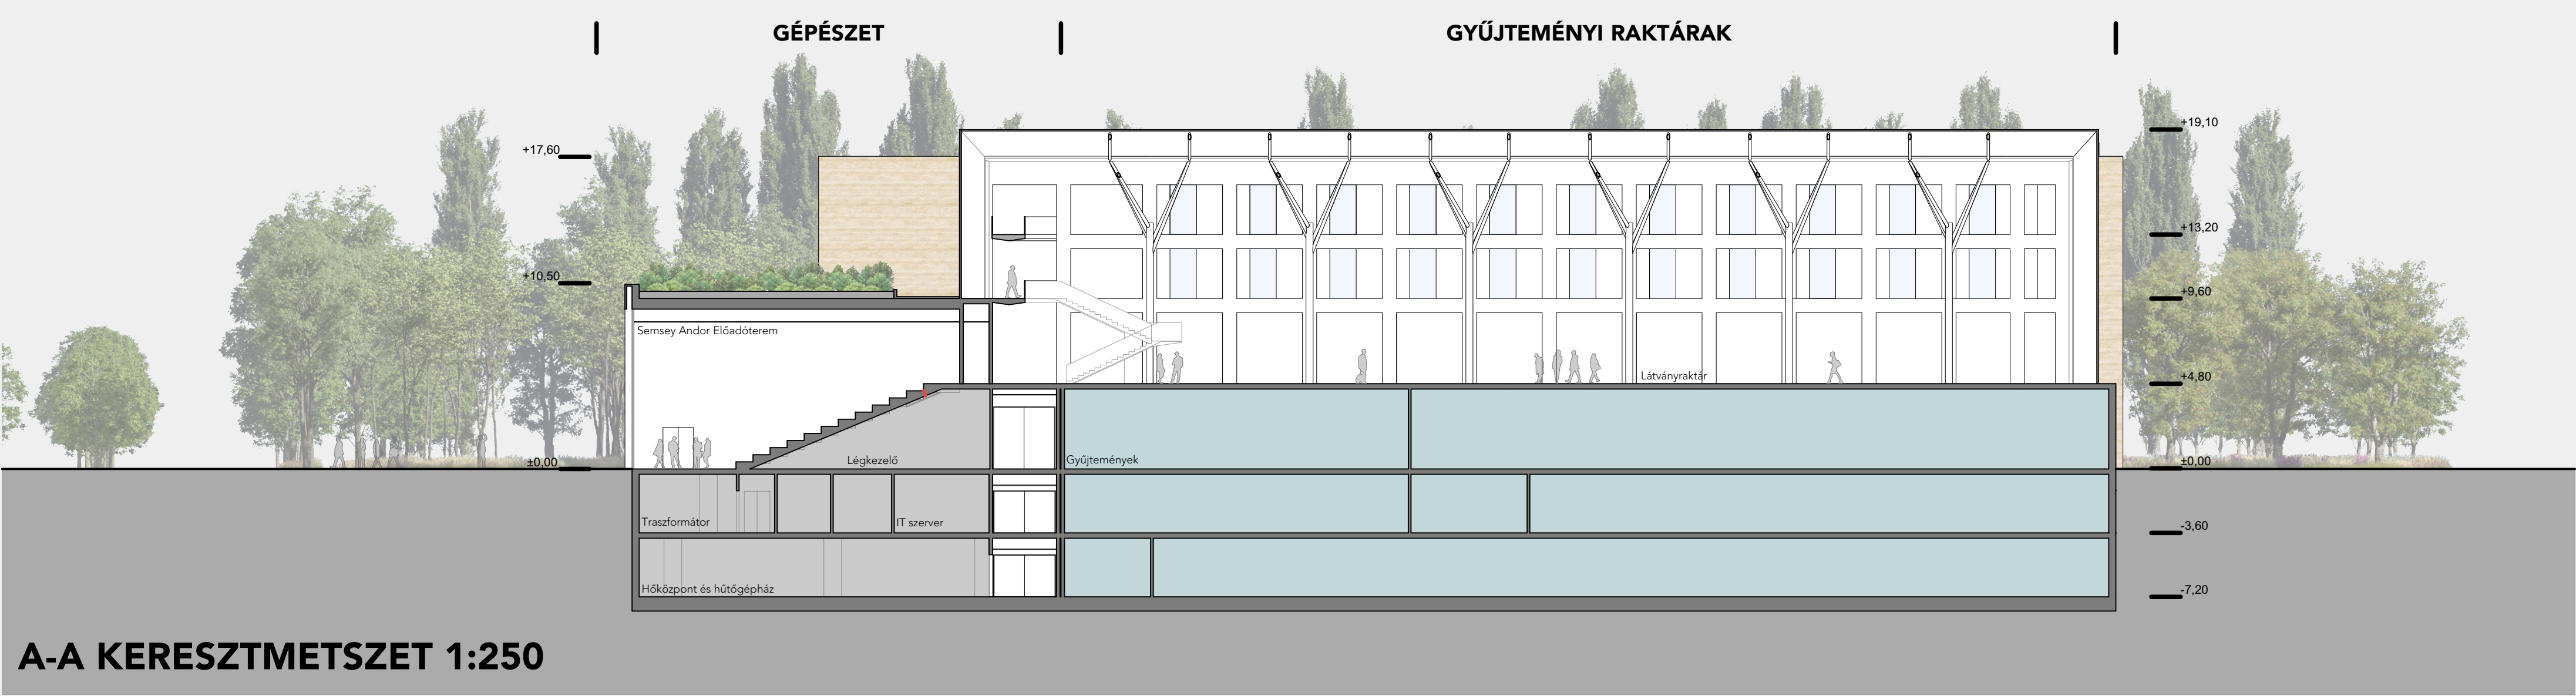 GÉPÉSZET
GYŰJTEMÉNYI RAKTÁRAK
+19,10
+17,60
+13,20
+10,50
+9,60
Semsey Andor Előadóterem
Látványraktár
+4,80
Légkezelő
Gyűjtemények
±0,00
±0,00
Traszformátor
IT szerver
-3,60
Hőközpont és hűtőgépház
-7,20
A-A KERESZTMETSZET 1:250